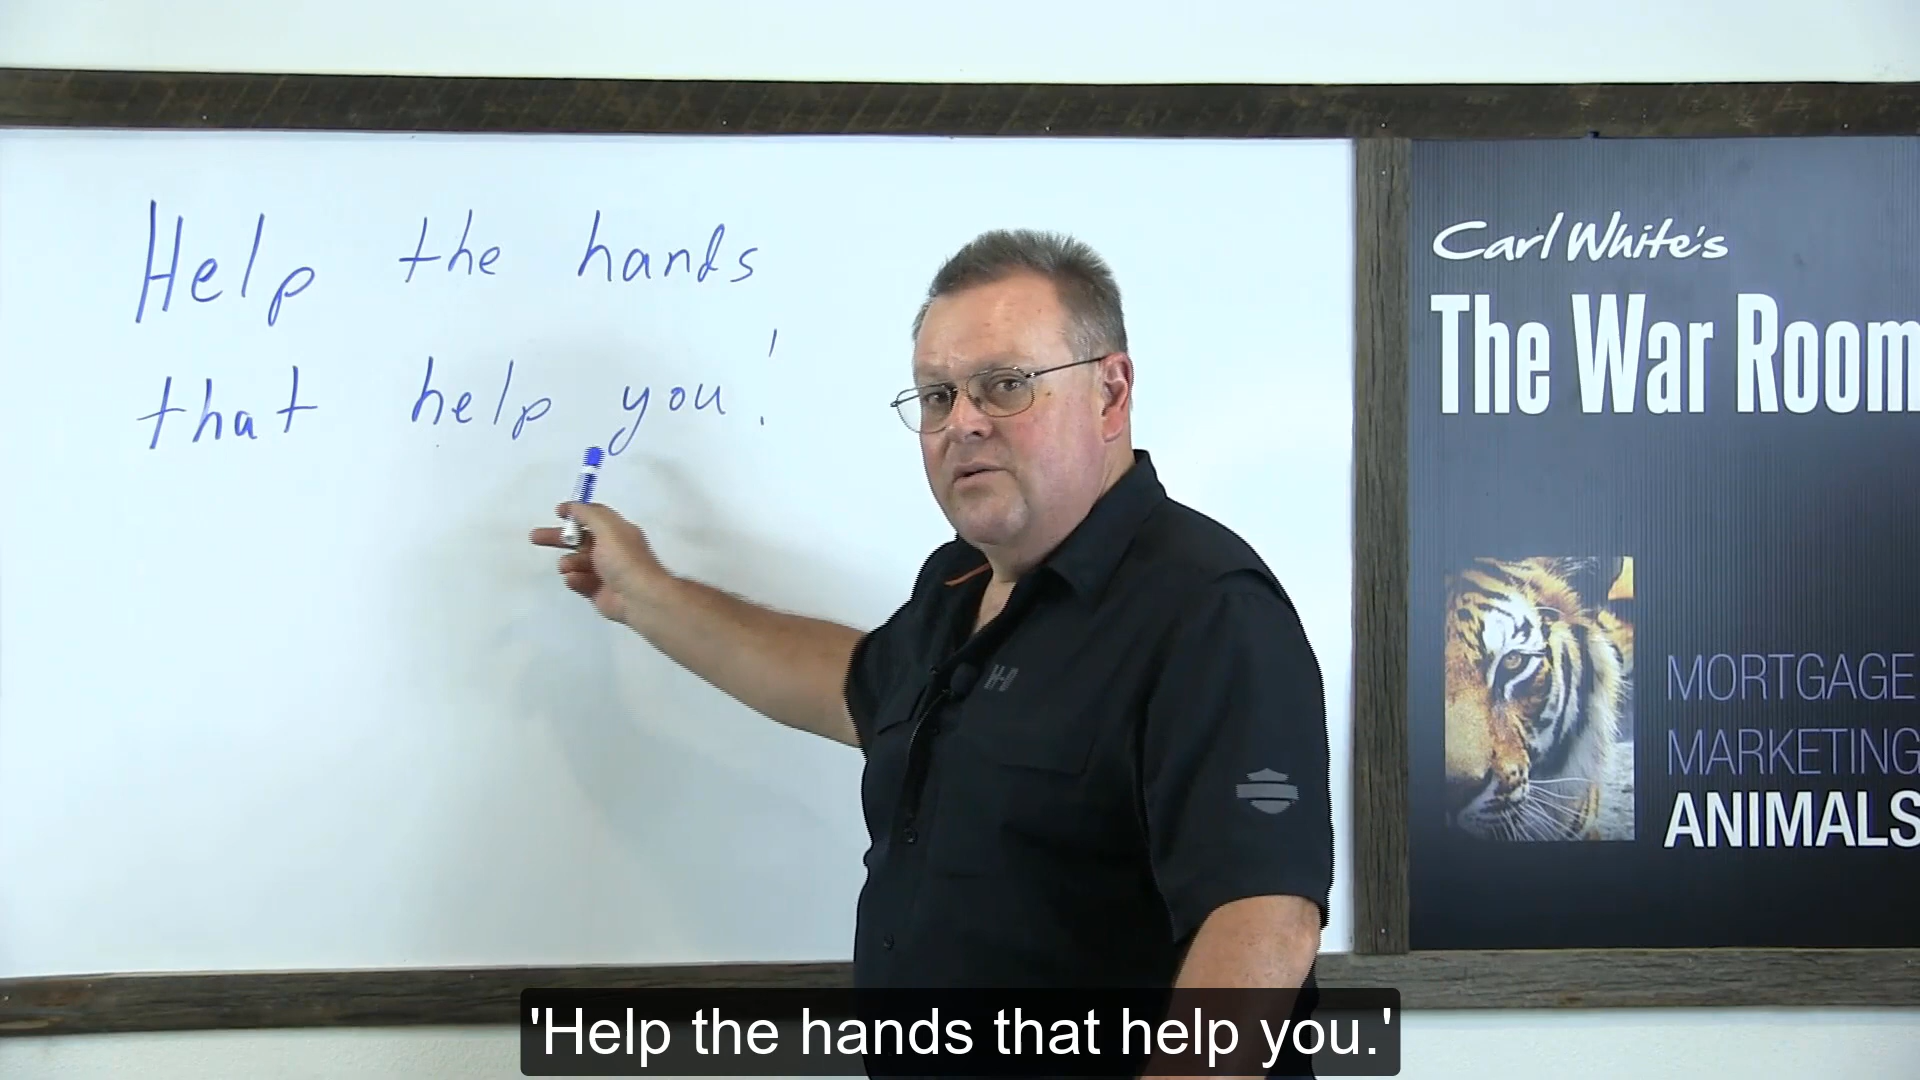 Help the hands
that help you!
Carl White's
The War Room
MORTGAGE
MARKETING
ANIMALS
H-D
'Help the hands that help you.'